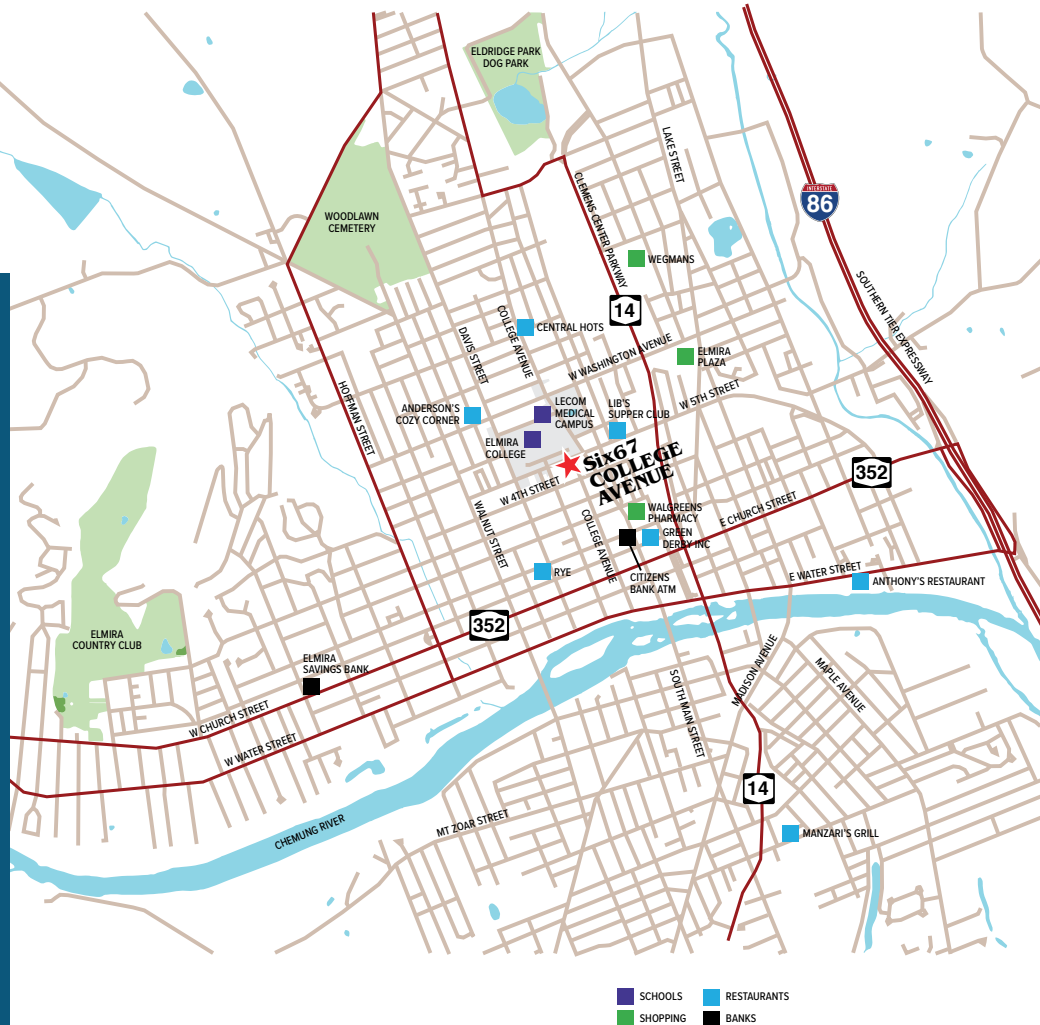 ELDRIDGE PARK
DOG PARK
LAKE STREET
CLEMENS CENTER PARKWAY
INTERSTATE
86
WOODLAWN
CEMETERY
WEGMANS
SOUTHERN TIER EXPRESSWAY
14
COLLEGE AVENUE
CENTRAL HOTS
DAVIS STREET
W WASHINGTON AVENUE
ELMIRA
PLAZA
HOFFMAN STREET
W 5TH STREET
ANDERSON'S
COZY CORNER
LECOM
MEDICAL
CAMPUS
LIB'S
SUPPER CLUB
ELMIRA
COLLEGE
Six67
COLLEGE
AVENUE
352
W 4TH STREET
WALNUT STREET
COLLEGE AVENUE
WALGREENS
PHARMACY
E CHURCH STREET
GREEN
DERBY INC
RYE
CITIZENS
BANK ATM
E WATER STREET
ANTHONY'S RESTAURANT
352
ELMIRA
COUNTRY CLUB
ELMIRA
SAVINGS BANK
MADISON AVENUE
MAPLE AVENUE
SOUTH MAIN STREET
W CHURCH STREET
W WATER STREET
14
CHEMUNG RIVER
MT ZOAR STREET
MANZARI'S GRILL
SCHOOLS
RESTAURANTS
SHOPPING
BANKS